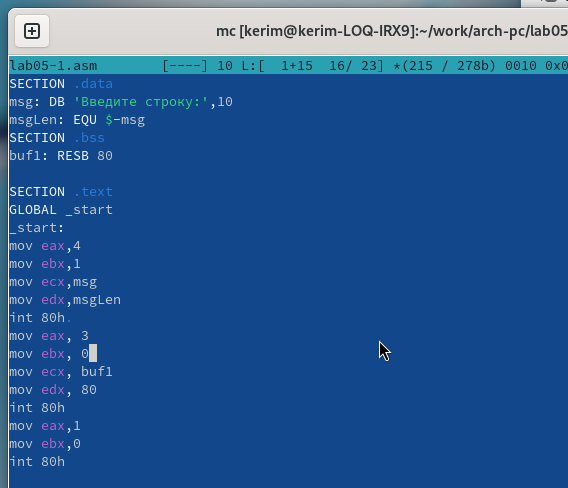 mc [kerim@kerim-LOQ-IRX9]:~/work/arch-pc/lab05
lab05-1.asm [----] 10 L:[ 1+15 16/ 23] *(215 / 278b) 0010 0x0
SECTION .data
msg: DB 'Введите строку:',10
msgLen: EQU $-msg
SECTION .bss
buf1: RESB 80
SECTION .text
GLOBAL _start
_start:
mov eax,4
mov ebx,1
mov ecx,msg
mov edx,msgLen
int 80h.
mov eax, 3
mov ebx, 0
mov ecx, buf1
mov edx, 80
int 80h
mov eax,1
mov ebx,0
int 80h